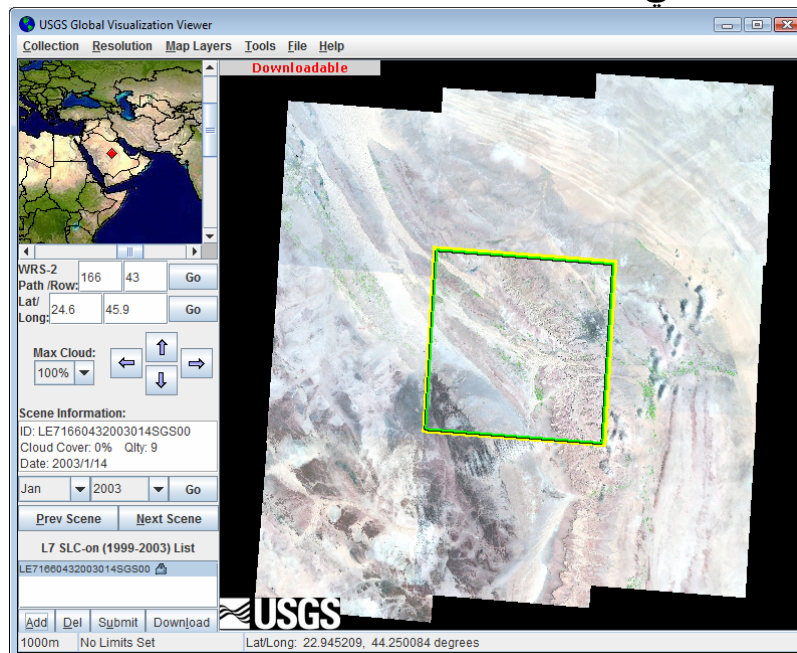 USGS Global Visualization Viewer
Collection Resolution Map Layers Tools File Help
Downloadable
WRS-2
Path /Row: 166 43 Go
Lat/
Long: 24.6 45.9 Go
Max Cloud:
100%
Scene Information:
ID: LE71660432003014SGS00
Cloud Cover: 0% Qlty: 9
Date: 2003/1/14
Jan 2003 Go
Prev Scene Next Scene
L7 SLC-on (1999-2003) List
LE71660432003014SGS00
Add Del Submit Download
USGS
1000m No Limits Set Lat/Long: 22.945209, 44.250084 degrees